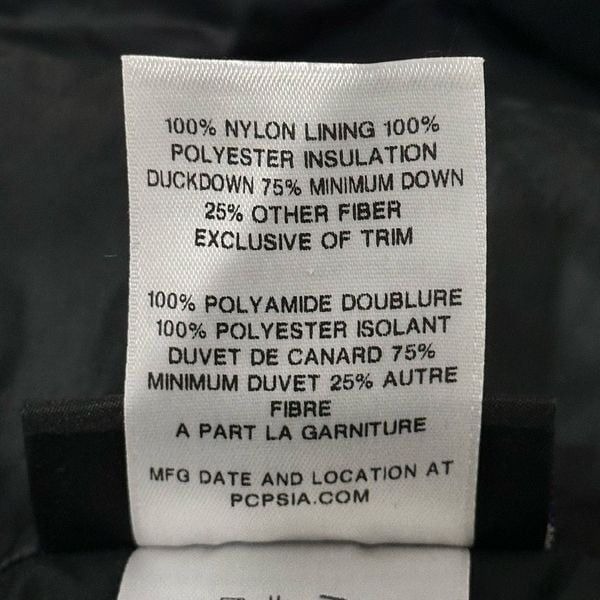 100% NYLON LINING 100%
POLYESTER INSULATION
DUCKDOWN 75% MINIMUM DOWN
25% OTHER FIBER
EXCLUSIVE OF TRIM
100% POLYAMIDE DOUBLURE
100% POLYESTER ISOLANT
DUVET DE CANARD 75%
MINIMUM DUVET 25% AUTRE
FIBRE
A PART LA GARNITURE
MFG DATE AND LOCATION AT
PCPSIA.COM